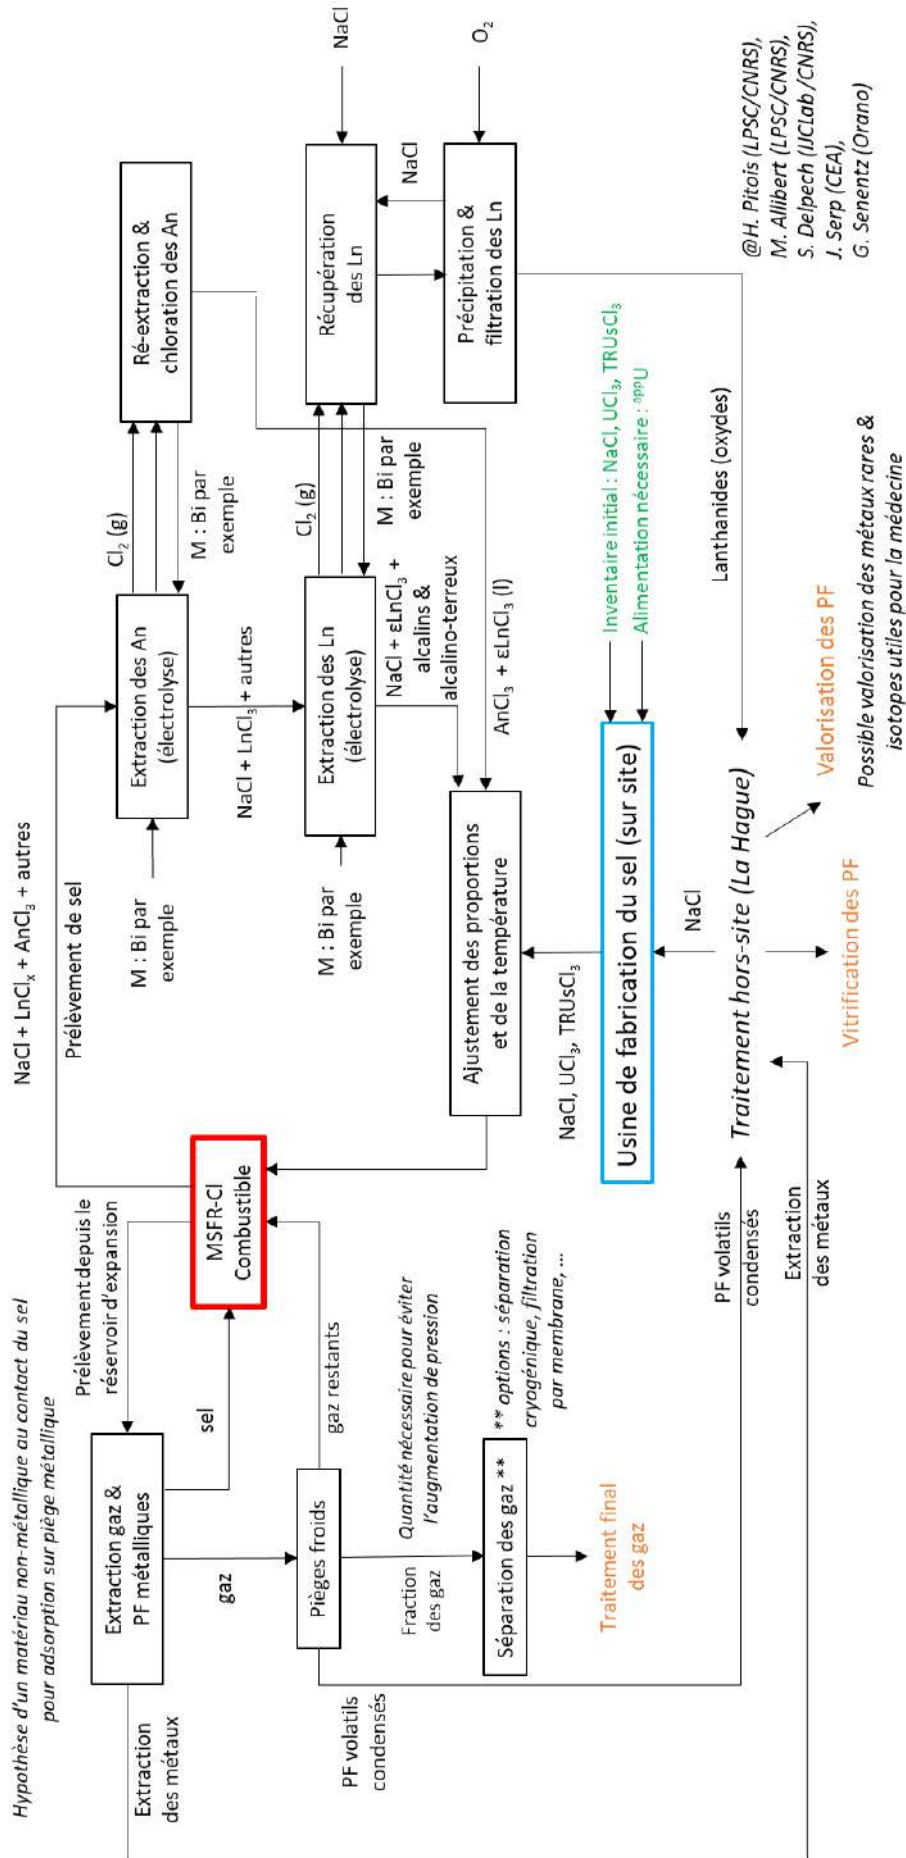 Hypothèse d'un matériau non-métallique au contact du sel
pour adsorption sur piège métallique
Extraction
des métaux
Extraction gaz &
PF métalliques
Prélèvement depuis le
réservoir d'expansion
sel
gaz
Pièges froids
gaz restants
PF volatils
condensés
Fraction
des gaz
Quantité nécessaire pour éviter
l'augmentation de pression
Séparation des gaz **
** options : séparation
cryogénique, filtration
par membrane, ...
Traitement final
des gaz
MSFR-Cl
Combustible
NaCl + LnClₓ + AnCl₃ + autres
Prélèvement de sel
M : Bi par
exemple
Extraction des An
(électrolyse)
Cl₂ (g)
M : Bi par
exemple
Ré-extraction &
chloration des An
NaCl + LnCl₃ + autres
M : Bi par
exemple
Extraction des Ln
(électrolyse)
Cl₂ (g)
M : Bi par
exemple
Récupération
des Ln
NaCl
NaCl
Précipitation &
filtration des Ln
O₂
NaCl + εLnCl₃ +
alcalins &
alcalino-terreux
AnCl₃ + εLnCl₃ (l)
Ajustement des proportions
et de la température
NaCl, UCl₃, TRUsCl₃
Usine de fabrication du sel (sur site)
Inventaire initial : NaCl, UCl₃, TRUsCl₃
Alimentation nécessaire : ᵃᵖᵖU
NaCl
Lanthanides (oxydes)
PF volatils
condensés
Extraction
des métaux
Traitement hors-site (La Hague)
Vitrification des PF
Valorisation des PF
Possible valorisation des métaux rares &
isotopes utiles pour la médecine
@H. Pitois (LPSC/CNRS),
M. Allibert (LPSC/CNRS),
S. Delpech (IJCLab /CNRS),
J. Serp (CEA),
G. Senentz (Orano)